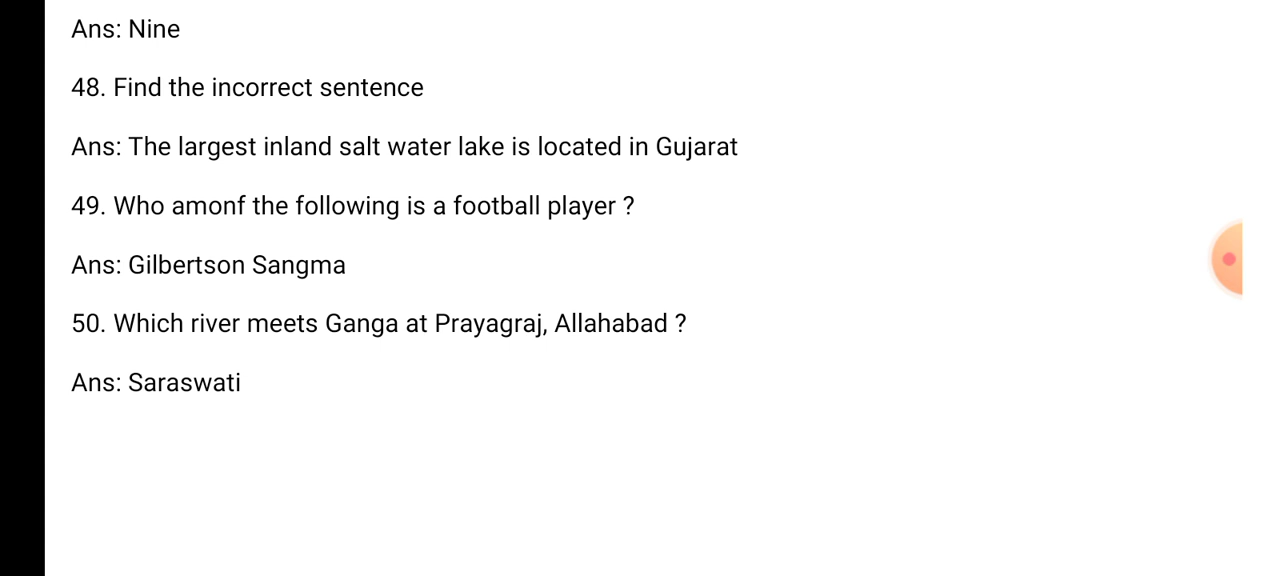 Ans: Nine
48. Find the incorrect sentence
Ans: The largest inland salt water lake is located in Gujarat
49. Who amonf the following is a football player ?
Ans: Gilbertson Sangma
50. Which river meets Ganga at Prayagraj, Allahabad ?
Ans: Saraswati